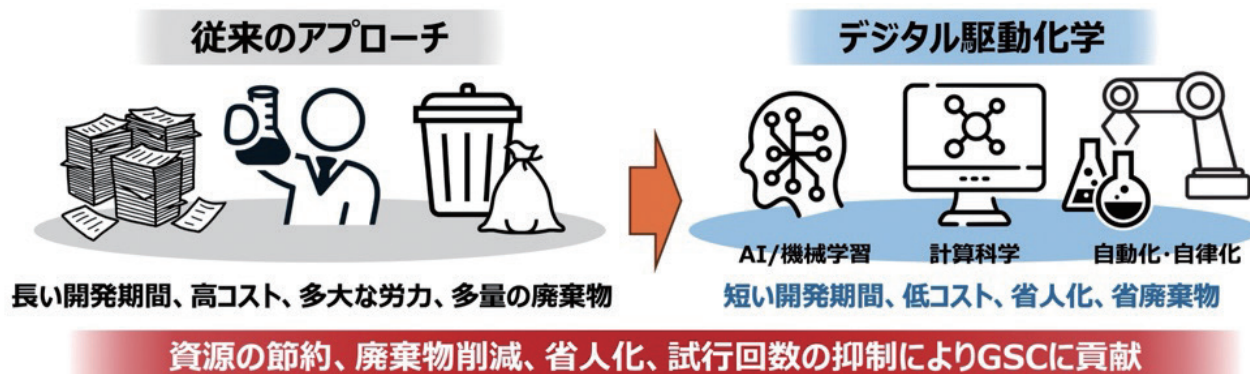 従来のアプローチ
デジタル駆動化学
AI/機械学習
計算科学
自動化・自律化
長い開発期間、高コスト、多大な労力、多量の廃棄物
短い開発期間、低コスト、省人化、省廃棄物
資源の節約、廃棄物削減、省人化、試行回数の抑制によりGSCに貢献